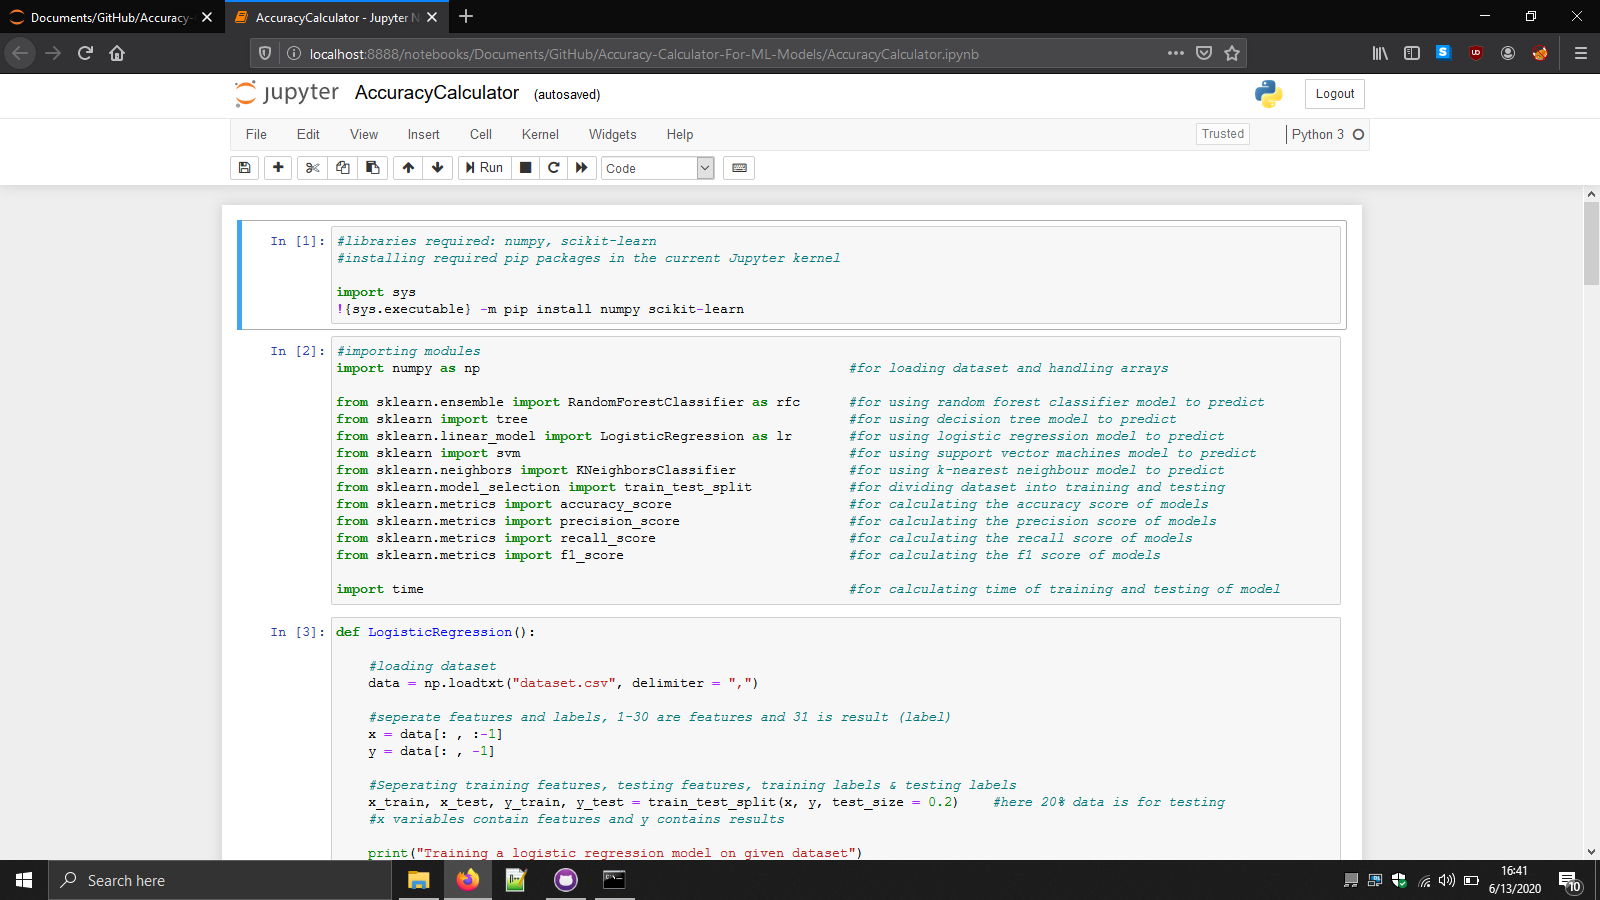 Documents/GitHub/Accuracy-
AccuracyCalculator - Jupyter N
localhost:8888/notebooks/Documents/GitHub/Accuracy-Calculator-For-ML-Models/AccuracyCalculator.ipynb
jupyter AccuracyCalculator (autosaved)
Logout
File Edit View Insert Cell Kernel Widgets Help
Trusted
Python 3
Run
Code
In [1]: #libraries required: numpy, scikit-learn
#installing required pip packages in the current Jupyter kernel
import sys
!{sys.executable} -m pip install numpy scikit-learn
In [2]: #importing modules
import numpy as np #for loading dataset and handling arrays
from sklearn.ensemble import RandomForestClassifier as rfc #for using random forest classifier model to predict
from sklearn import tree #for using decision tree model to predict
from sklearn.linear_model import LogisticRegression as lr #for using logistic regression model to predict
from sklearn import svm #for using support vector machines model to predict
from sklearn.neighbors import KNeighborsClassifier #for using k-nearest neighbour model to predict
from sklearn.model_selection import train_test_split #for dividing dataset into training and testing
from sklearn.metrics import accuracy_score #for calculating the accuracy score of models
from sklearn.metrics import precision_score #for calculating the precision score of models
from sklearn.metrics import recall_score #for calculating the recall score of models
from sklearn.metrics import f1_score #for calculating the f1 score of models
import time #for calculating time of training and testing of model
In [3]: def LogisticRegression():
#loading dataset
data = np.loadtxt("dataset.csv", delimiter = ",")
#seperate features and labels, 1-30 are features and 31 is result (label)
x = data[: , :-1]
y = data[: , -1]
#Seperating training features, testing features, training labels & testing labels
x_train, x_test, y_train, y_test = train_test_split(x, y, test_size = 0.2) #here 20% data is for testing
#x variables contain features and y contains results
print("Training a logistic regression model on given dataset")
Search here
16:41
6/13/2020
10